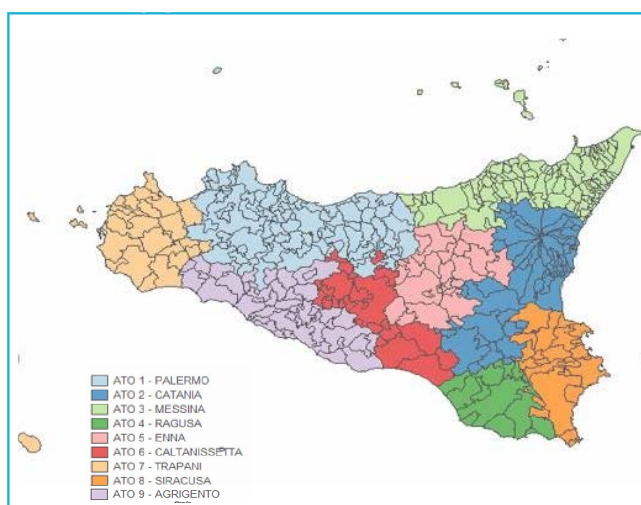 ATO 1 - PALERMO
ATO 2 - CATANIA
ATO 3 - MESSINA
ATO 4 - RAGUSA
ATO 5 - ENNA
ATO 6 - CALTANISSETTA
ATO 7 - TRAPANI
ATO 8 - SIRACUSA
ATO 9 - AGRIGENTO